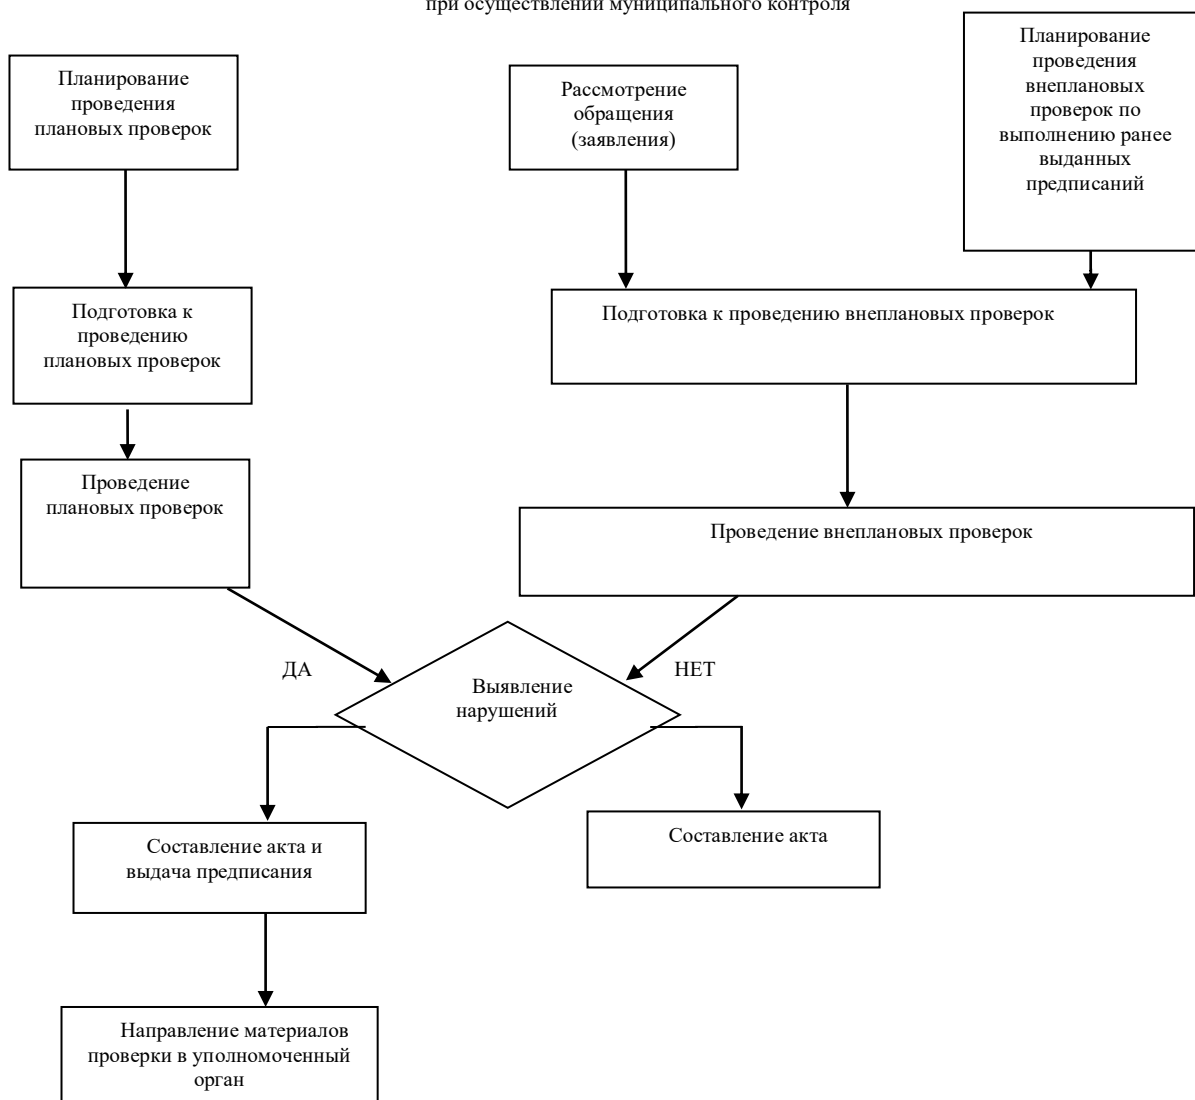 при осуществлении муниципального контроля
Планирование
проведения
плановых проверок
Рассмотрение
обращения
(заявления)
Планирование
проведения
внеплановых
проверок по
выполнению ранее
выданных
предписаний
Подготовка к
проведению
плановых проверок
Подготовка к проведению внеплановых проверок
Проведение
плановых проверок
Проведение внеплановых проверок
ДА
НЕТ
Выявление
нарушений
Составление акта и
выдача предписания
Составление акта
Направление материалов
проверки в уполномоченный
орган